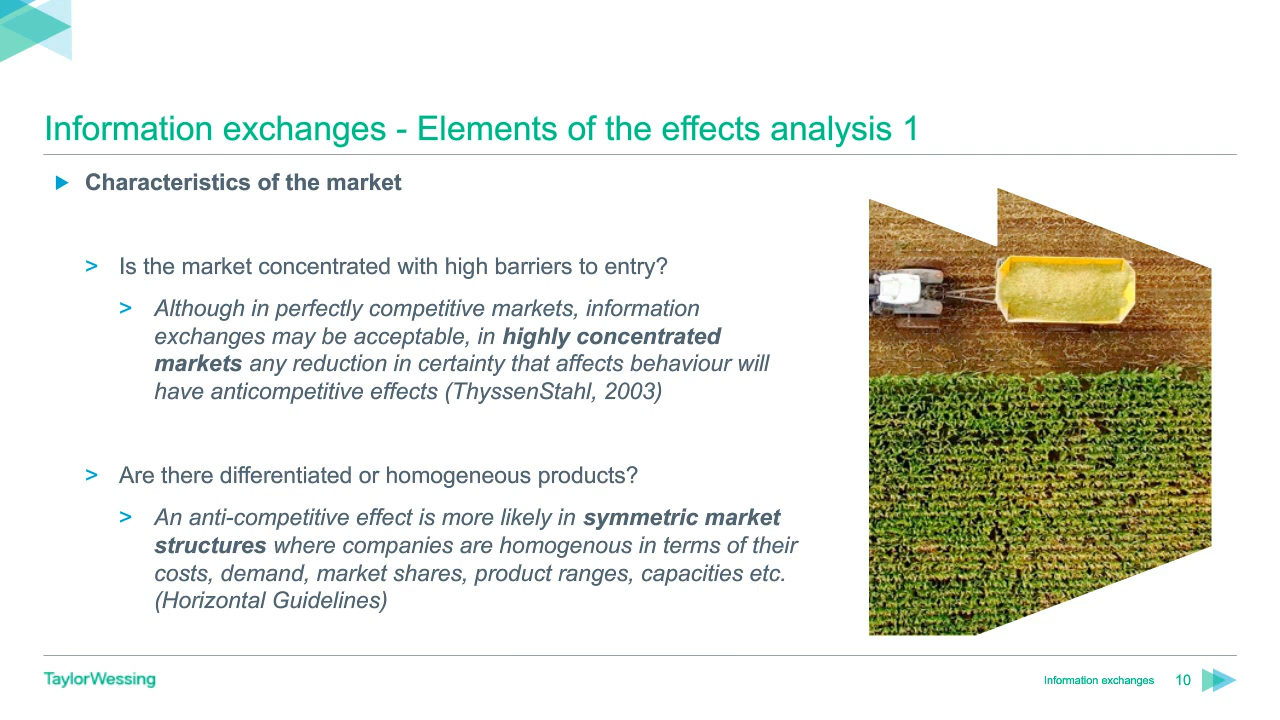 Information exchanges - Elements of the effects analysis 1
Characteristics of the market
> Is the market concentrated with high barriers to entry?
> Although in perfectly competitive markets, information
exchanges may be acceptable, in highly concentrated
markets any reduction in certainty that affects behaviour will
have anticompetitive effects (ThyssenStahl, 2003)
> Are there differentiated or homogeneous products?
> An anti-competitive effect is more likely in symmetric market
structures where companies are homogenous in terms of their
costs, demand, market shares, product ranges, capacities etc.
(Horizontal Guidelines)
TaylorWessing
Information exchanges 10